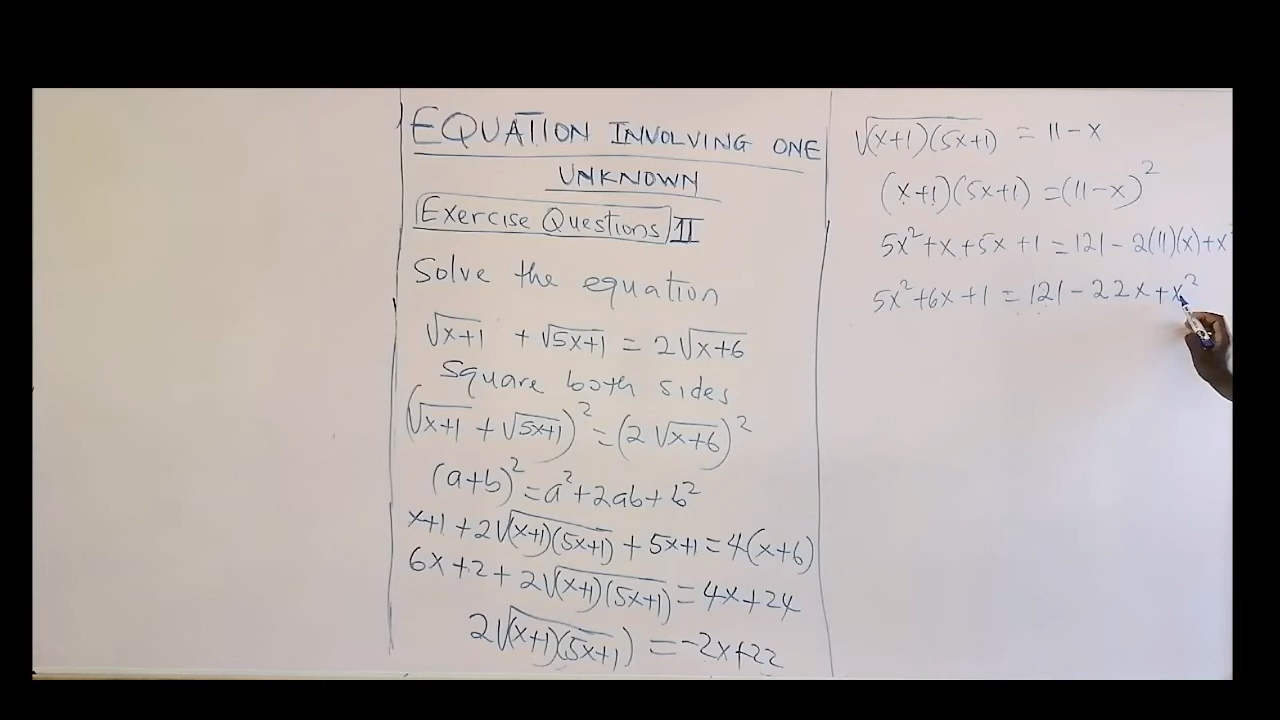 EQUATION INVOLVING ONE
UNKNOWN
Exercise Questions II
Solve the equation
√x+1 + √5x+1 = 2√x+6
Square both sides
(√x+1 + √5x+1)² = (2√x+6)²
(a+b)² = a²+2ab+b²
x+1 + 2√(x+1)(5x+1) + 5x+1 = 4(x+6)
6x+2+2√(x+1)(5x+1) = 4x+24
2√(x+1)(5x+1) = -2x+22
√(x+1)(5x+1) = 11-x
(x+1)(5x+1) = (11-x)²
5x²+x+5x+1 = 121-2(11)(x)+x²
5x²+6x+1 = 121-22x+x²